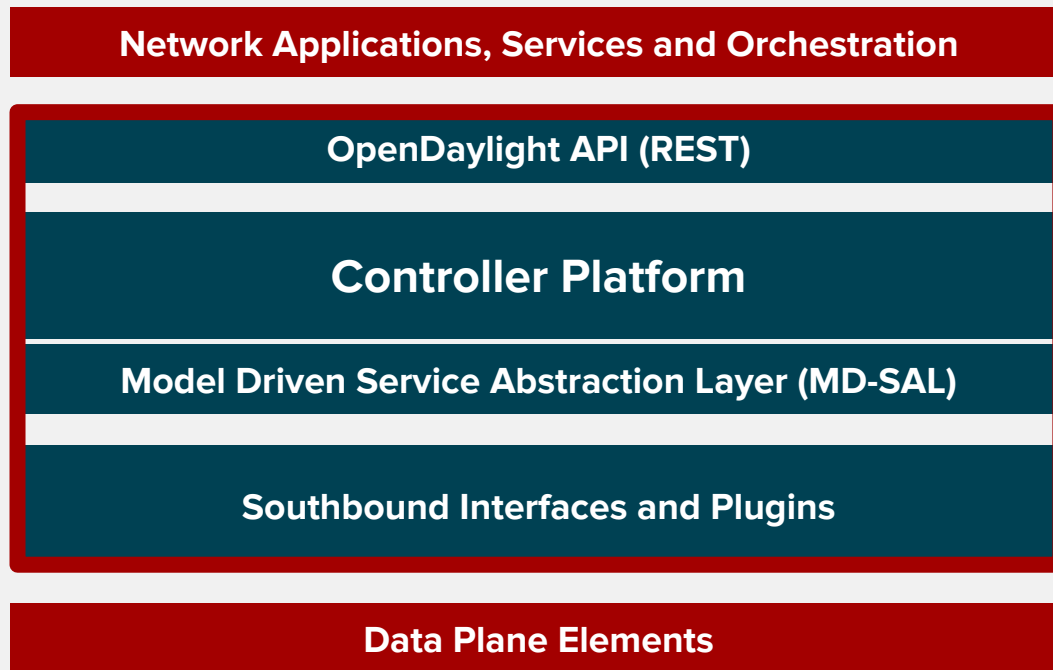 Network Applications, Services and Orchestration
OpenDaylight API (REST)
Controller Platform
Model Driven Service Abstraction Layer (MD-SAL)
Southbound Interfaces and Plugins
Data Plane Elements